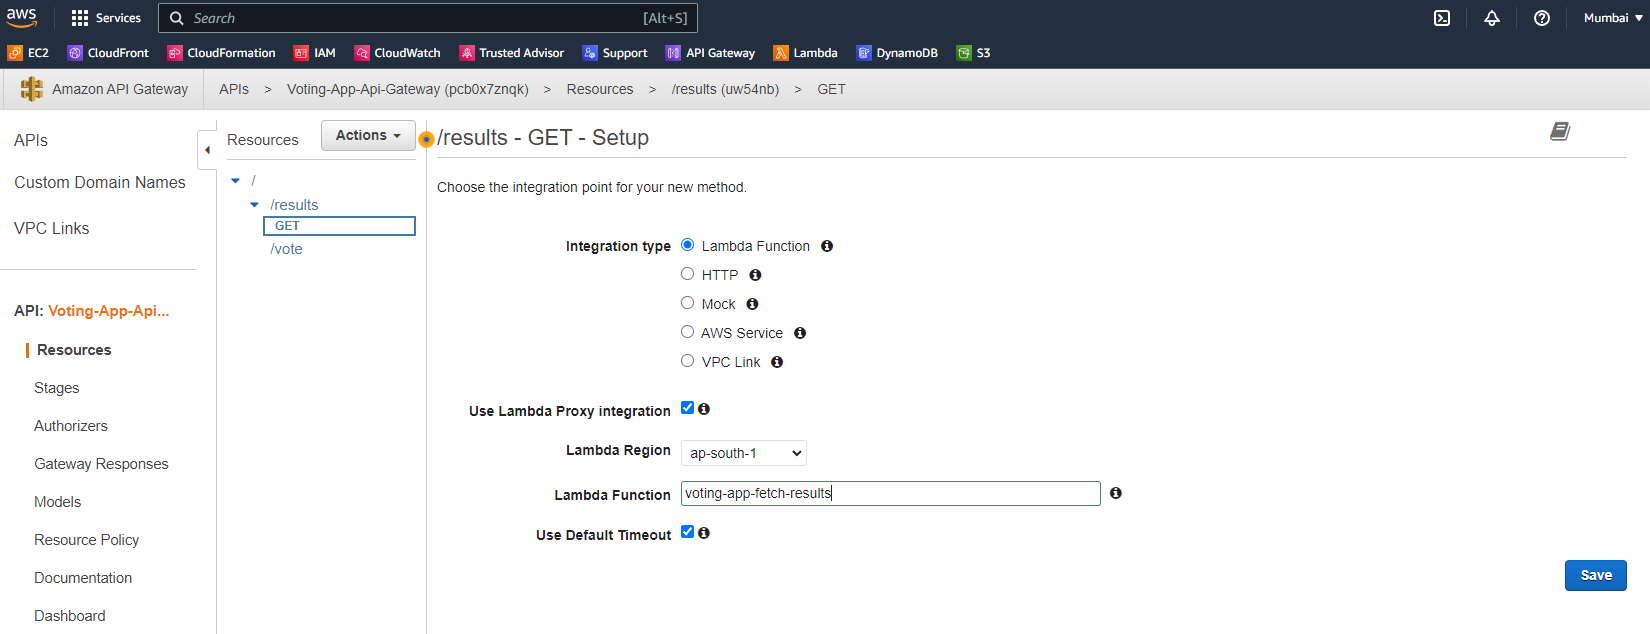 aws Services Search [Alt+S] Mumbai
EC2 CloudFront CloudFormation IAM CloudWatch Trusted Advisor Support API Gateway Lambda DynamoDB S3
Amazon API Gateway APIs > Voting-App-Api-Gateway (pcb0x7znqk) > Resources > /results (uw54nb) > GET
APIs
Custom Domain Names
VPC Links
API: Voting-App-Api...
Resources
Stages
Authorizers
Gateway Responses
Models
Resource Policy
Documentation
Dashboard
Resources Actions
/
/results
GET
/vote
/results - GET - Setup
Choose the integration point for your new method.
Integration type Lambda Function
HTTP
Mock
AWS Service
VPC Link
Use Lambda Proxy integration
Lambda Region ap-south-1
Lambda Function voting-app-fetch-results
Use Default Timeout
Save